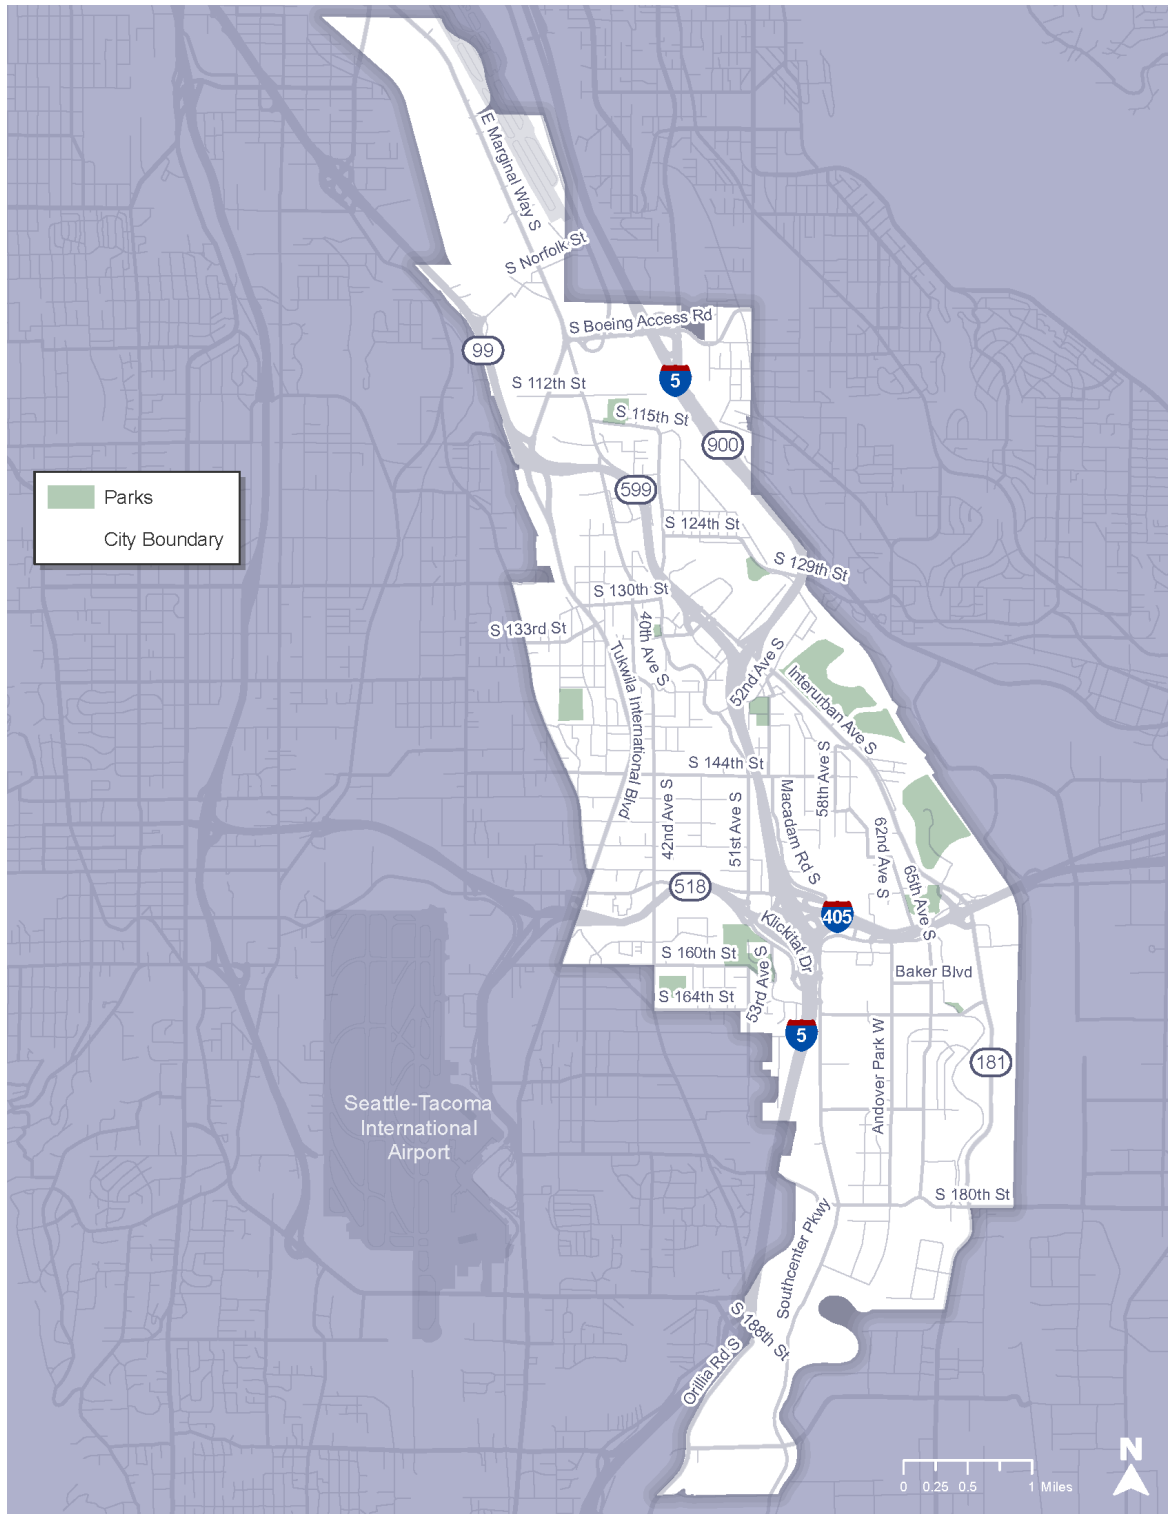 E Marginal Way S
S Norfolk St
S Boeing Access Rd
99
5
S 112th St
S 115th St
900
599
Parks
City Boundary
S 124th St
S 129th St
S 130th St
S 133rd St
40th Ave S
Tukwila International Blvd
52nd Ave S
Interurban Ave S
S 144th St
42nd Ave S
51st Ave S
Macadam Rd S
58th Ave S
62nd Ave S
65th Ave S
518
405
Klickitat Dr
S 160th St
53rd Ave S
Baker Blvd
S 164th St
5
Andover Park W
181
Seattle-Tacoma
International
Airport
S 180th St
Southcenter Pkwy
S 188th St
Orillia Rd S
N
0 0.25 0.5 1 Miles